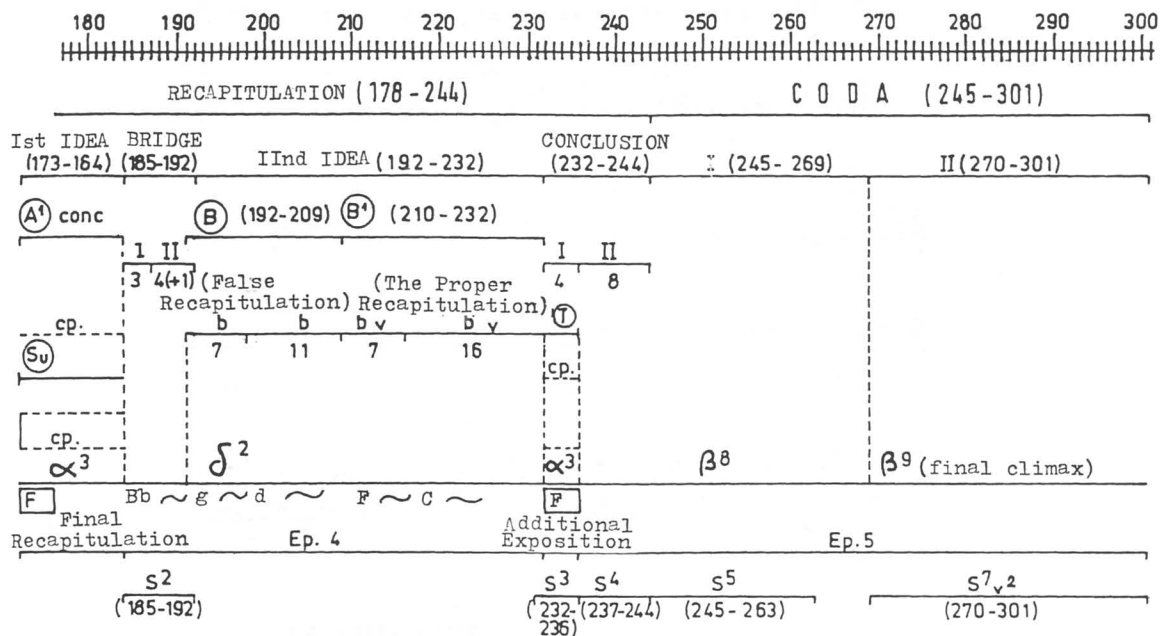 180 190 200 210 220 230 240 250 260 270 280 290 300
RECAPITULATION (178-244) CODA (245-301)
Ist IDEA BRIDGE CONCLUSION
(173-164) (185-192) IInd IDEA (192-232) (232-244) I (245-269) II (270-301)
A¹ conc B (192-209) B¹ (210-232)
I II I II
3 4(+1) (False (The Proper 4 8
Recapitulation) Recapitulation) T
cp. b b b v b v
Su 7 11 7 16 cp.
cp.
α³ δ² α³ β⁸ β⁹ (final climax)
F Bb ~ g ~ d ~ F ~ C ~ F
Final Additional
Recapitulation Ep. 4 Exposition Ep.5
S² S³ S⁴ S⁵ S⁷v²
(185-192) (232- (237-244) (245-263) (270-301)
236)